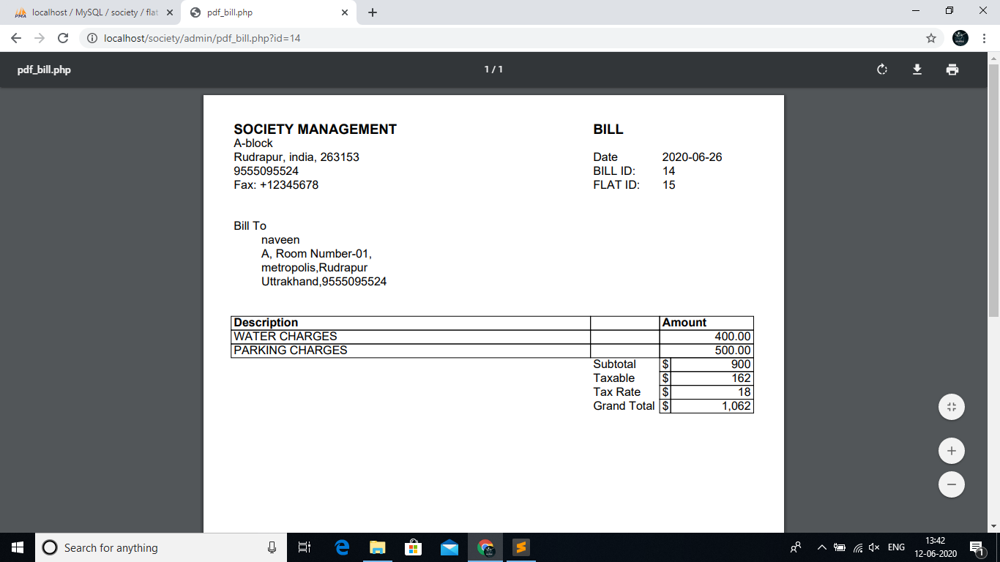 localhost / MySQL / society / flat
pdf_bill.php
localhost/society/admin/pdf_bill.php?id=14
pdf_bill.php
1 / 1
SOCIETY MANAGEMENT
A-block
Rudrapur, india, 263153
9555095524
Fax: +12345678
BILL
Date 2020-06-26
BILL ID: 14
FLAT ID: 15
Bill To
naveen
A, Room Number-01,
metropolis,Rudrapur
Uttrakhand,9555095524
Description Amount
WATER CHARGES 400.00
PARKING CHARGES 500.00
Subtotal $ 900
Taxable $ 162
Tax Rate $ 18
Grand Total $ 1,062
Search for anything
ENG
13:42
12-06-2020
1